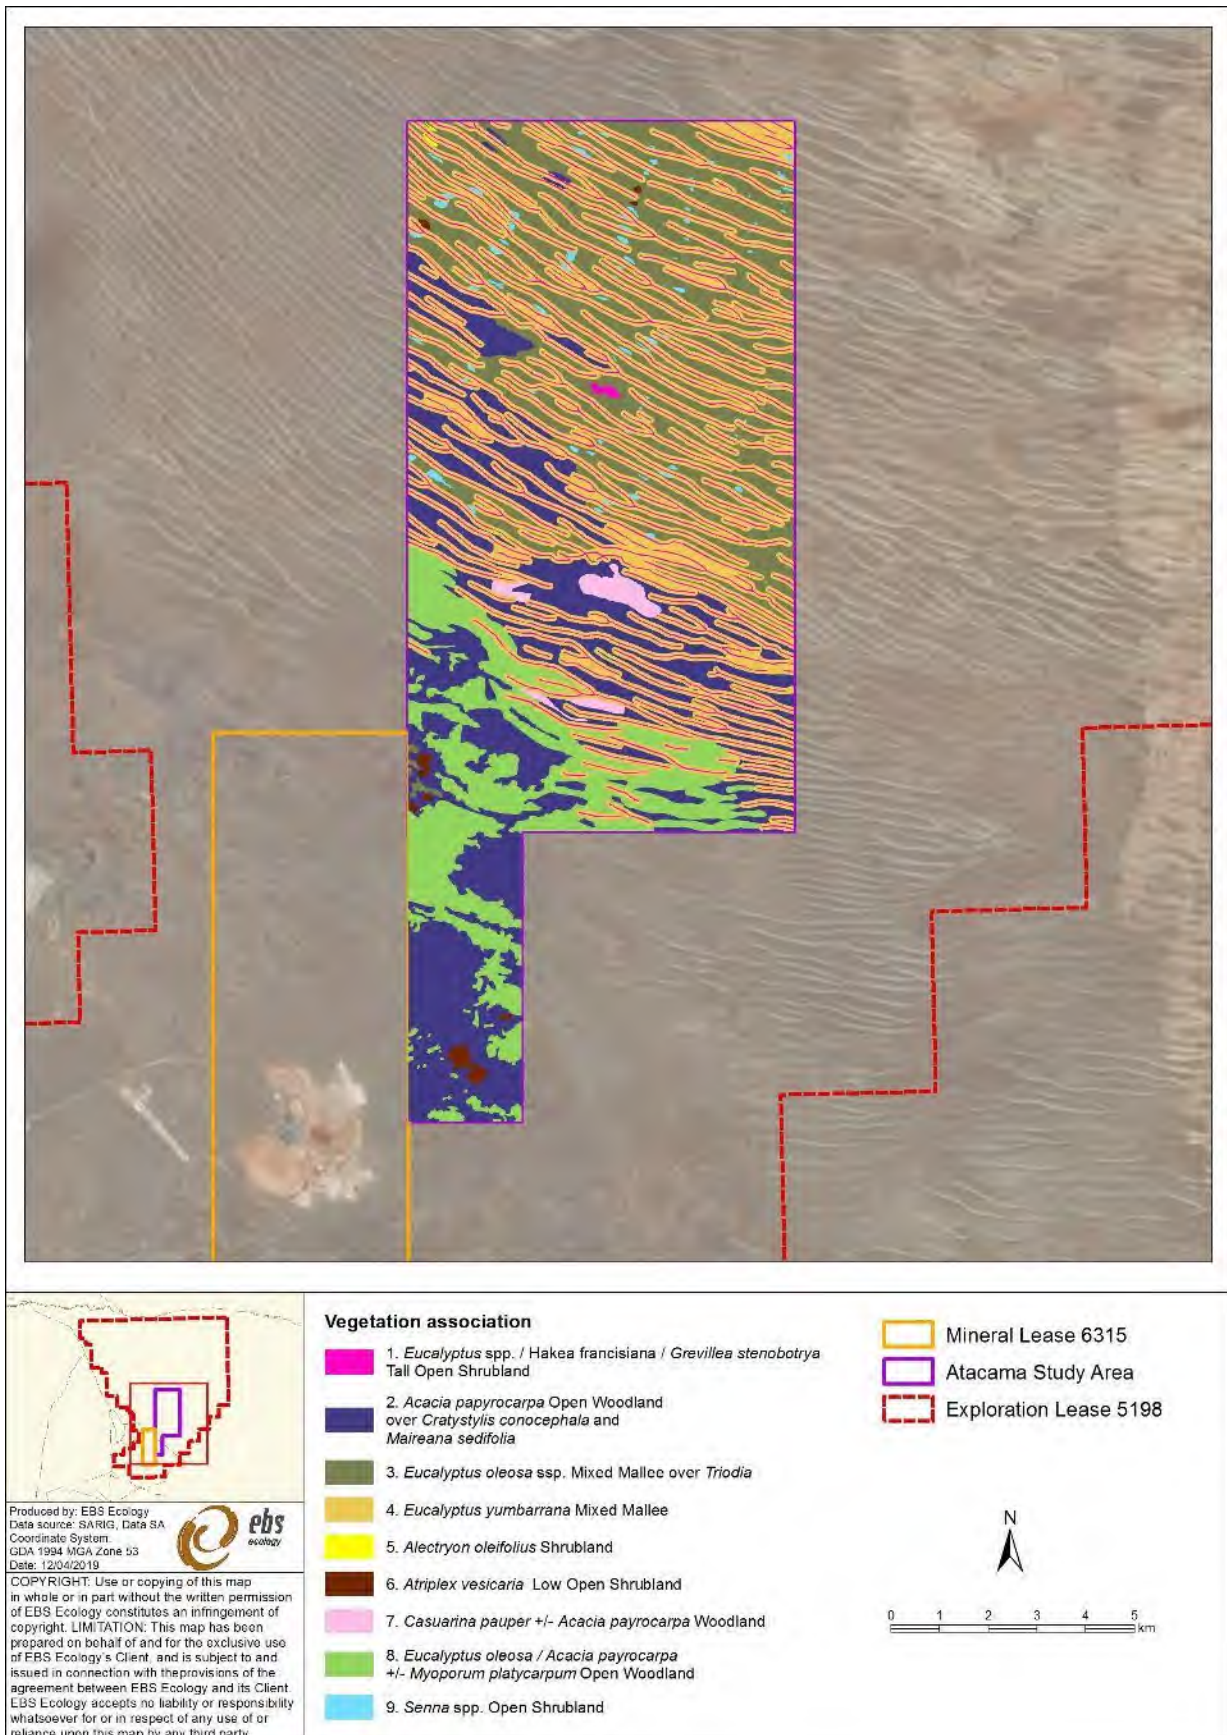 Vegetation association
1. Eucalyptus spp. / Hakea francisiana / Grevillea stenobotrya
Tall Open Shrubland
2. Acacia papyrocarpa Open Woodland
over Cratystylis conocephala and
Maireana sedifolia
3. Eucalyptus oleosa ssp. Mixed Mallee over Triodia
4. Eucalyptus yumbarrana Mixed Mallee
5. Alectryon oleifolius Shrubland
6. Atriplex vesicaria Low Open Shrubland
7. Casuarina pauper +/- Acacia payrocarpa Woodland
8. Eucalyptus oleosa / Acacia payrocarpa
+/- Myoporum platycarpum Open Woodland
9. Senna spp. Open Shrubland
Mineral Lease 6315
Atacama Study Area
Exploration Lease 5198
N
0 1 2 3 4 5
km
Produced by: EBS Ecology
Data source: SARIG, Data SA
Coordinate System:
GDA 1994 MGA Zone 53
Date: 12/04/2019
ebs
ecology
COPYRIGHT: Use or copying of this map
in whole or in part without the written permission
of EBS Ecology constitutes an infringement of
copyright. LIMITATION: This map has been
prepared on behalf of and for the exclusive use
of EBS Ecology's Client, and is subject to and
issued in connection with theprovisions of the
agreement between EBS Ecology and its Client.
EBS Ecology accepts no liability or responsibility
whatsoever for or in respect of any use of or
reliance upon this map by any third party